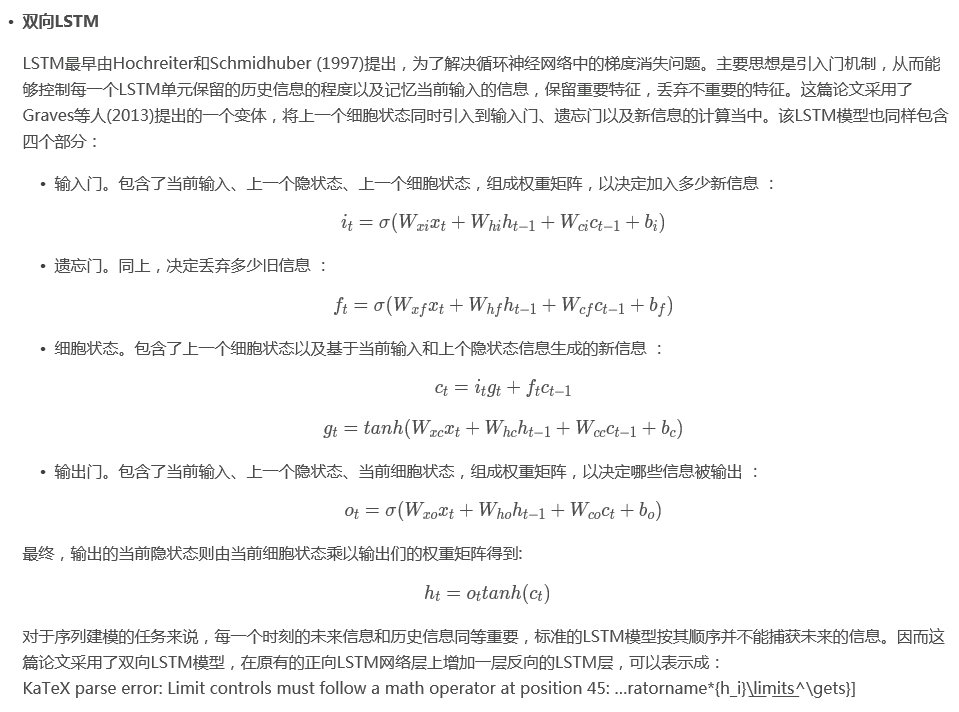 • 双向LSTM
LSTM最早由Hochreiter和Schmidhuber (1997)提出，为了解决循环神经网络中的梯度消失问题。主要思想是引入门机制，从而能
够控制每一个LSTM单元保留的历史信息的程度以及记忆当前输入的信息，保留重要特征，丢弃不重要的特征。这篇论文采用了
Graves等人(2013)提出的一个变体，将上一个细胞状态同时引入到输入门、遗忘门以及新信息的计算当中。该LSTM模型也同样包含
四个部分：
• 输入门。包含了当前输入、上一个隐状态、上一个细胞状态，组成权重矩阵，以决定加入多少新信息 ：
i_t = σ(W_{xi}x_t + W_{hi}h_{t−1} + W_{ci}c_{t−1} + b_i)
• 遗忘门。同上，决定丢弃多少旧信息 ：
f_t = σ(W_{xf}x_t + W_{hf}h_{t−1} + W_{cf}c_{t−1} + b_f)
• 细胞状态。包含了上一个细胞状态以及基于当前输入和上个隐状态信息生成的新信息 ：
c_t = i_t g_t + f_t c_{t−1}
g_t = tanh(W_{xc}x_t + W_{hc}h_{t−1} + W_{cc}c_{t−1} + b_c)
• 输出门。包含了当前输入、上一个隐状态、当前细胞状态，组成权重矩阵，以决定哪些信息被输出 ：
o_t = σ(W_{xo}x_t + W_{ho}h_{t−1} + W_{co}c_t + b_o)
最终，输出的当前隐状态则由当前细胞状态乘以输出们的权重矩阵得到:
h_t = o_t tanh(c_t)
对于序列建模的任务来说，每一个时刻的未来信息和历史信息同等重要，标准的LSTM模型按其顺序并不能捕获未来的信息。因而这
篇论文采用了双向LSTM模型，在原有的正向LSTM网络层上增加一层反向的LSTM层，可以表示成：
KaTeX parse error: Limit controls must follow a math operator at position 45: …ratorname*{h_i}\limits^\gets}]